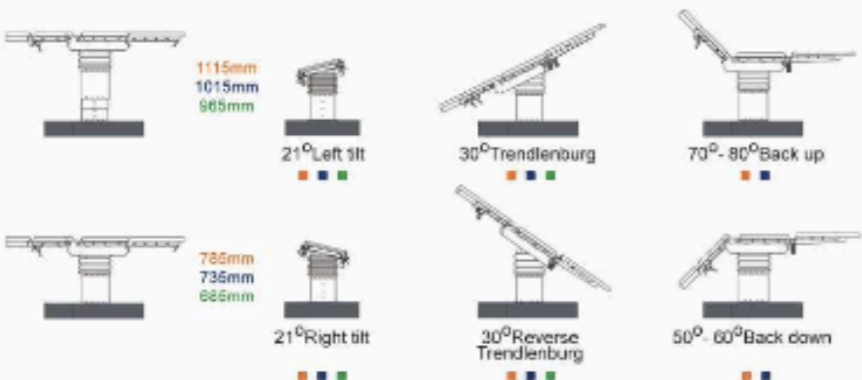 1115mm
1015mm
965mm
21°Left tilt
30°Trendlenburg
70°- 80°Back up
785mm
735mm
685mm
21°Right tilt
30°Reverse
Trendlenburg
50°- 60°Back down